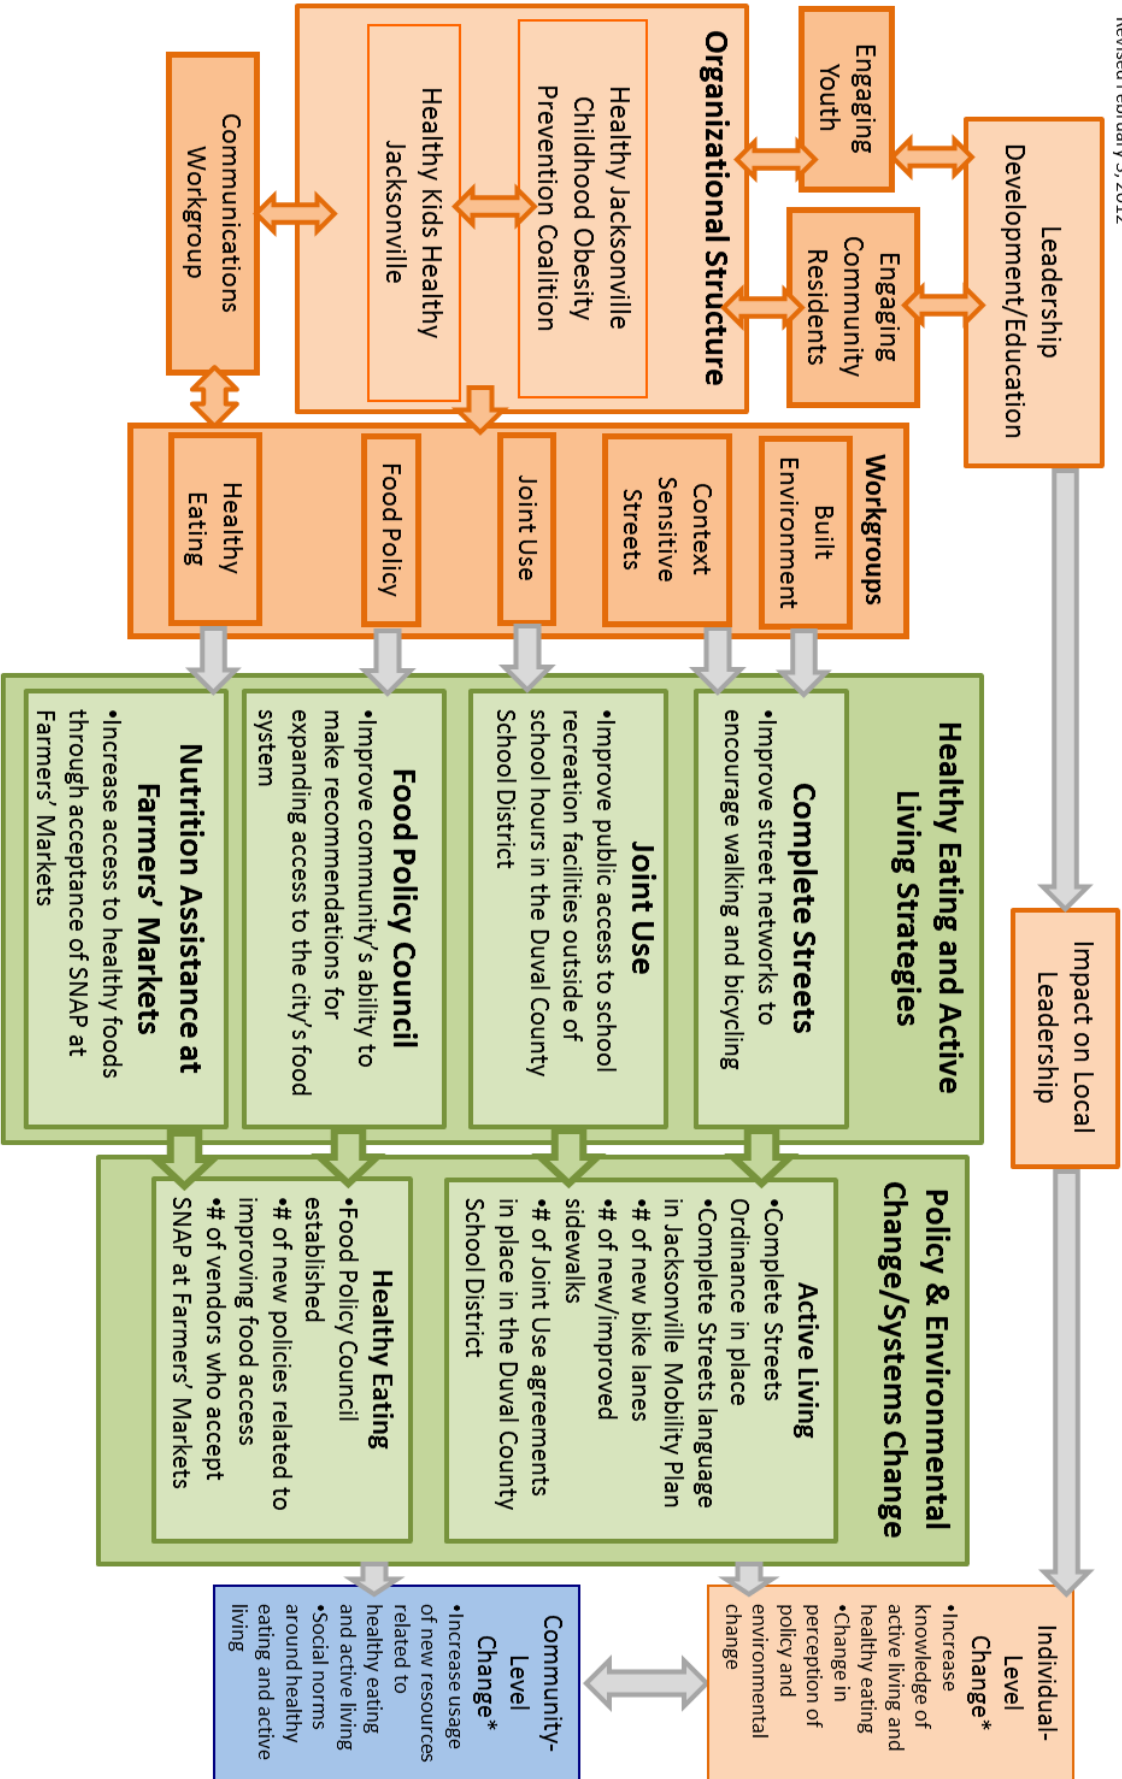 Revised February 3, 2012
Leadership
Development/Education
Impact on Local
Leadership
Engaging
Youth
Engaging
Community
Residents
Organizational Structure
Healthy Jacksonville
Childhood Obesity
Prevention Coalition
Healthy Kids Healthy
Jacksonville
Communications
Workgroup
Workgroups
Built
Environment
Context
Sensitive
Streets
Joint Use
Food Policy
Healthy
Eating
Healthy Eating and Active
Living Strategies
Complete Streets
•Improve street networks to
encourage walking and bicycling
Joint Use
•Improve public access to school
recreation facilities outside of
school hours in the Duval County
School District
Food Policy Council
•Improve community's ability to
make recommendations for
expanding access to the city's food
system
Nutrition Assistance at
Farmers' Markets
•Increase access to healthy foods
through acceptance of SNAP at
Farmers' Markets
Policy & Environmental
Change/Systems Change
Active Living
•Complete Streets
Ordinance in place
•Complete Streets language
in Jacksonville Mobility Plan
•# of new bike lanes
•# of new/improved
sidewalks
•# of Joint Use agreements
in place in the Duval County
School District
Healthy Eating
•Food Policy Council
established
•# of new policies related to
improving food access
•# of vendors who accept
SNAP at Farmers' Markets
Individual-
Level
Change*
•Increase
knowledge of
active living and
healthy eating
•Change in
perception of
policy and
environmental
change
Community-
Level
Change*
•Increase usage
of new resources
related to
healthy eating
and active living
•Social norms
around healthy
eating and active
living